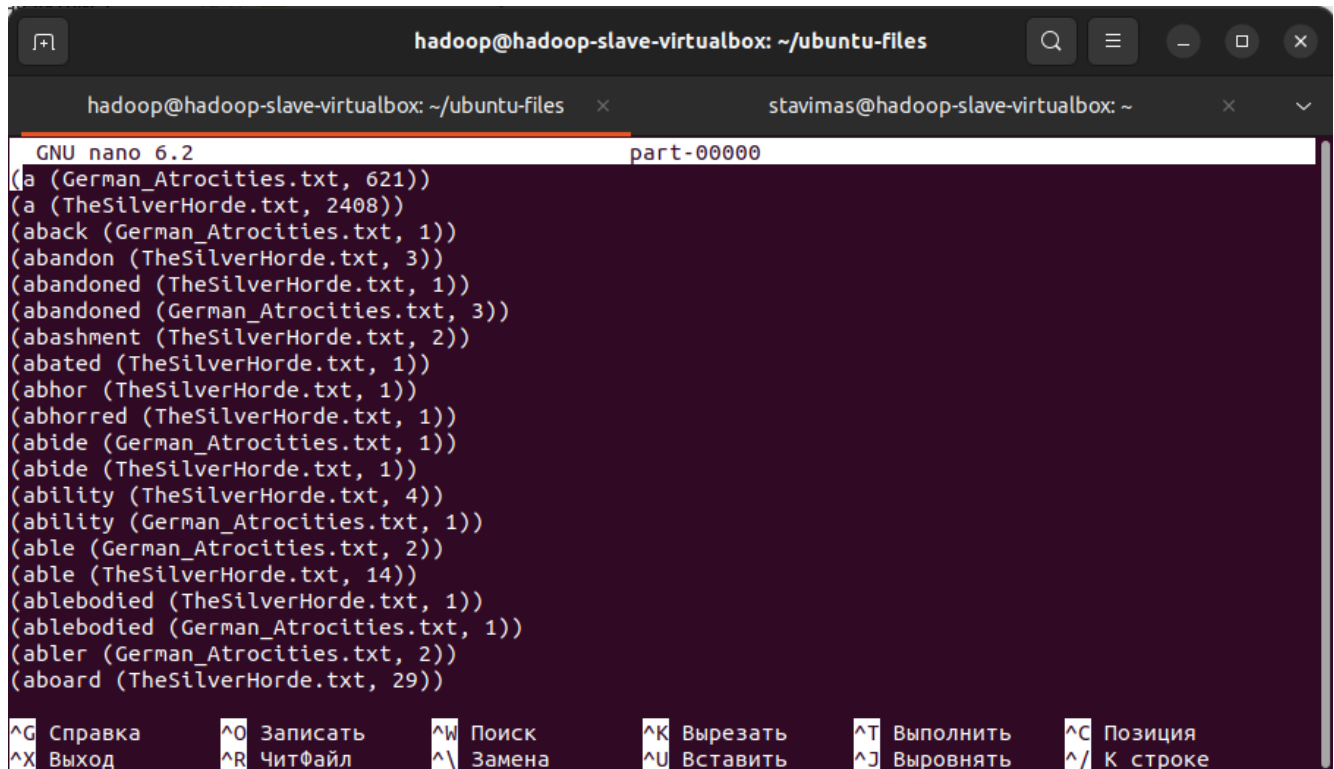 hadoop@hadoop-slave-virtualbox: ~/ubuntu-files
hadoop@hadoop-slave-virtualbox: ~/ubuntu-files × stavimas@hadoop-slave-virtualbox: ~ ×
GNU nano 6.2 part-00000
(a (German_Atrocities.txt, 621))
(a (TheSilverHorde.txt, 2408))
(aback (German_Atrocities.txt, 1))
(abandon (TheSilverHorde.txt, 3))
(abandoned (TheSilverHorde.txt, 1))
(abandoned (German_Atrocities.txt, 3))
(abashment (TheSilverHorde.txt, 2))
(abated (TheSilverHorde.txt, 1))
(abhor (TheSilverHorde.txt, 1))
(abhorred (TheSilverHorde.txt, 1))
(abide (German_Atrocities.txt, 1))
(abide (TheSilverHorde.txt, 1))
(ability (TheSilverHorde.txt, 4))
(ability (German_Atrocities.txt, 1))
(able (German_Atrocities.txt, 2))
(able (TheSilverHorde.txt, 14))
(ablebodied (TheSilverHorde.txt, 1))
(ablebodied (German_Atrocities.txt, 1))
(abler (German_Atrocities.txt, 2))
(aboard (TheSilverHorde.txt, 29))
^G Справка ^O Записать ^W Поиск ^K Вырезать ^T Выполнить ^C Позиция
^X Выход ^R ЧитФайл ^\ Замена ^U Вставить ^J Выровнять ^/ К строке